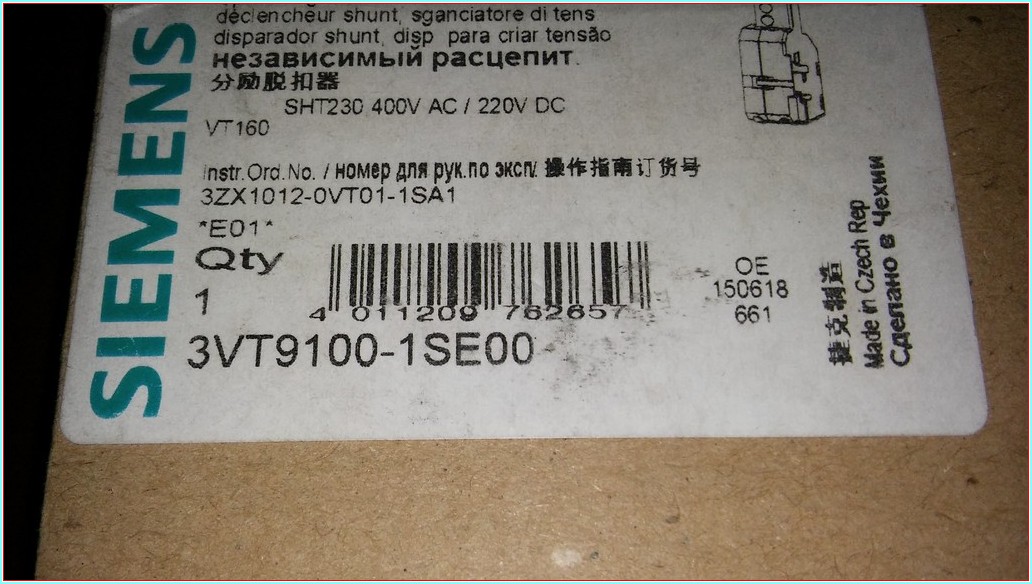 SIEMENS
déclencheur shunt, sganciatore di tens
disparador shunt, disp para criar tensão
независимый расцепит.
分励脱扣器
SHT230 400V AC / 220V DC
VT160
Instr.Ord.No. / номер для рук.по эксп/ 操作指南订货号
3ZX1012-0VT01-1SA1
*E01*
Qty
1
4 011209 762657
3VT9100-1SE00
OE
150618
661
捷克制造
Made in Czech Rep
Сделано в Чехии